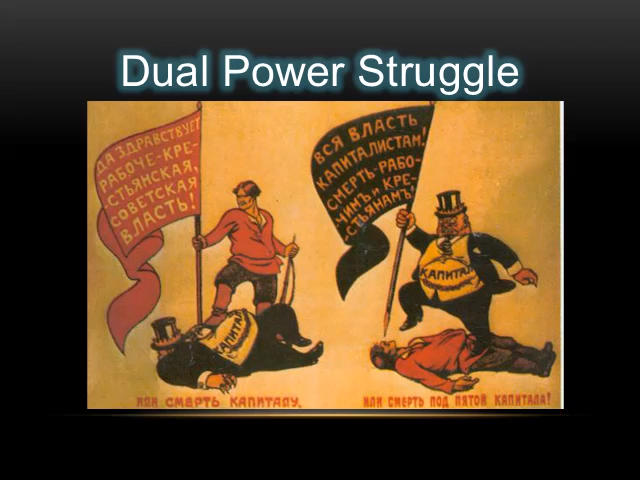 Dual Power Struggle
ДА ЗДРАВСТВУЕТ
РАБОЧЕ-КРЕ-
СТЬЯНСКАЯ,
СОВЕТСКАЯ
ВЛАСТЬ!
ВСЯ ВЛАСТЬ
КАПИТАЛИСТАМ!
СМЕРТЬ РАБО-
ЧИМЪ И КРЕ-
СТЬЯНАМЪ!
КАПИТАЛ
КАПИТАЛ
ИЛИ СМЕРТЬ КАПИТАЛУ,
ИЛИ СМЕРТЬ ПОД ПЯТОЙ КАПИТАЛА!